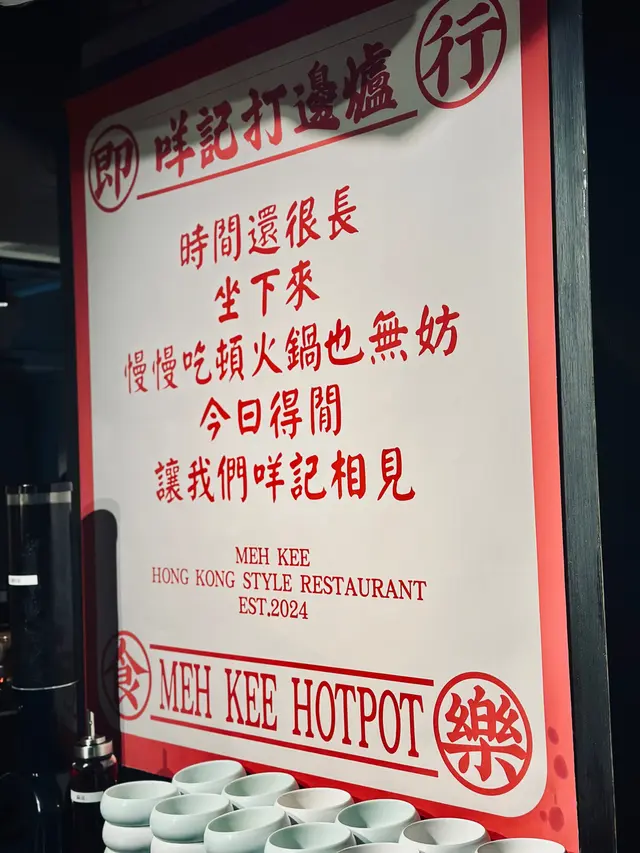 即 咩記打邊爐 行
時間還很長
坐下來
慢慢吃頓火鍋也無妨
今日得閒
讓我們咩記相見
MEH KEE
HONG KONG STYLE RESTAURANT
EST.2024
食 MEH KEE HOTPOT 樂